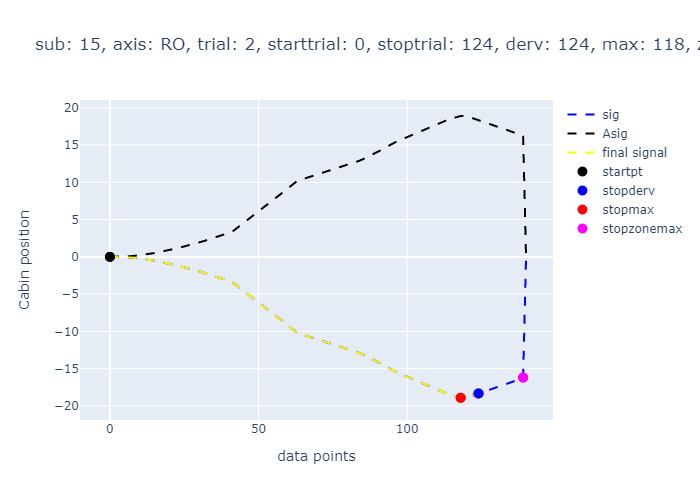 sub: 15, axis: RO, trial: 2, starttrial: 0, stoptrial: 124, derv: 124, max: 118, z
20
15
10
5
0
−5
−10
−15
−20
Cabin position
0
50
100
data points
sig
Asig
final signal
startpt
stopderv
stopmax
stopzonemax